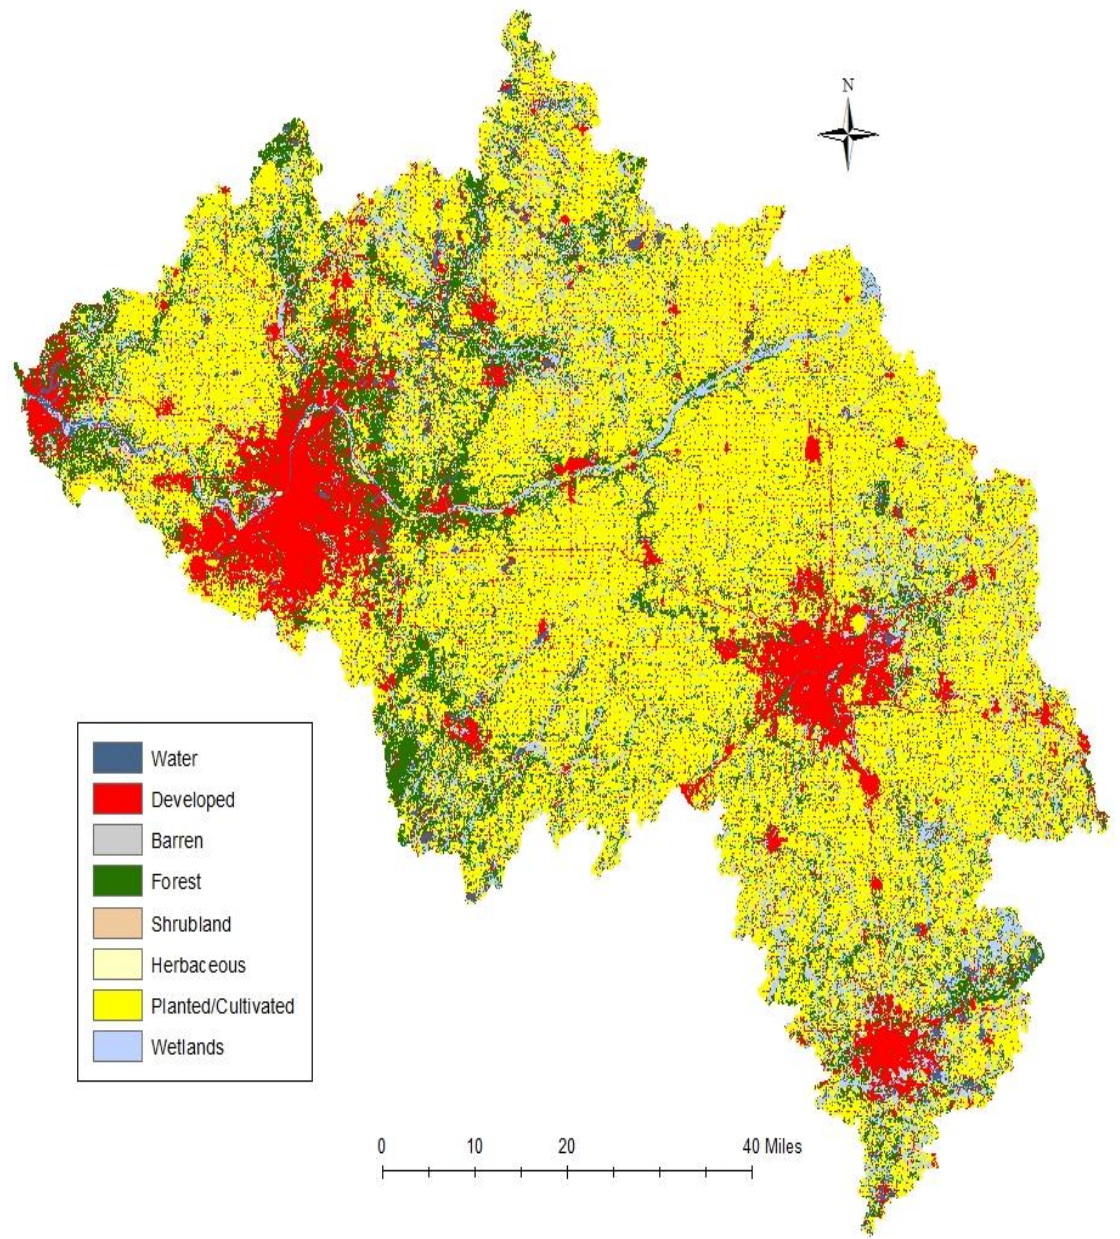 N
Water
Developed
Barren
Forest
Shrubland
Herbaceous
Planted/Cultivated
Wetlands
0 10 20 40 Miles